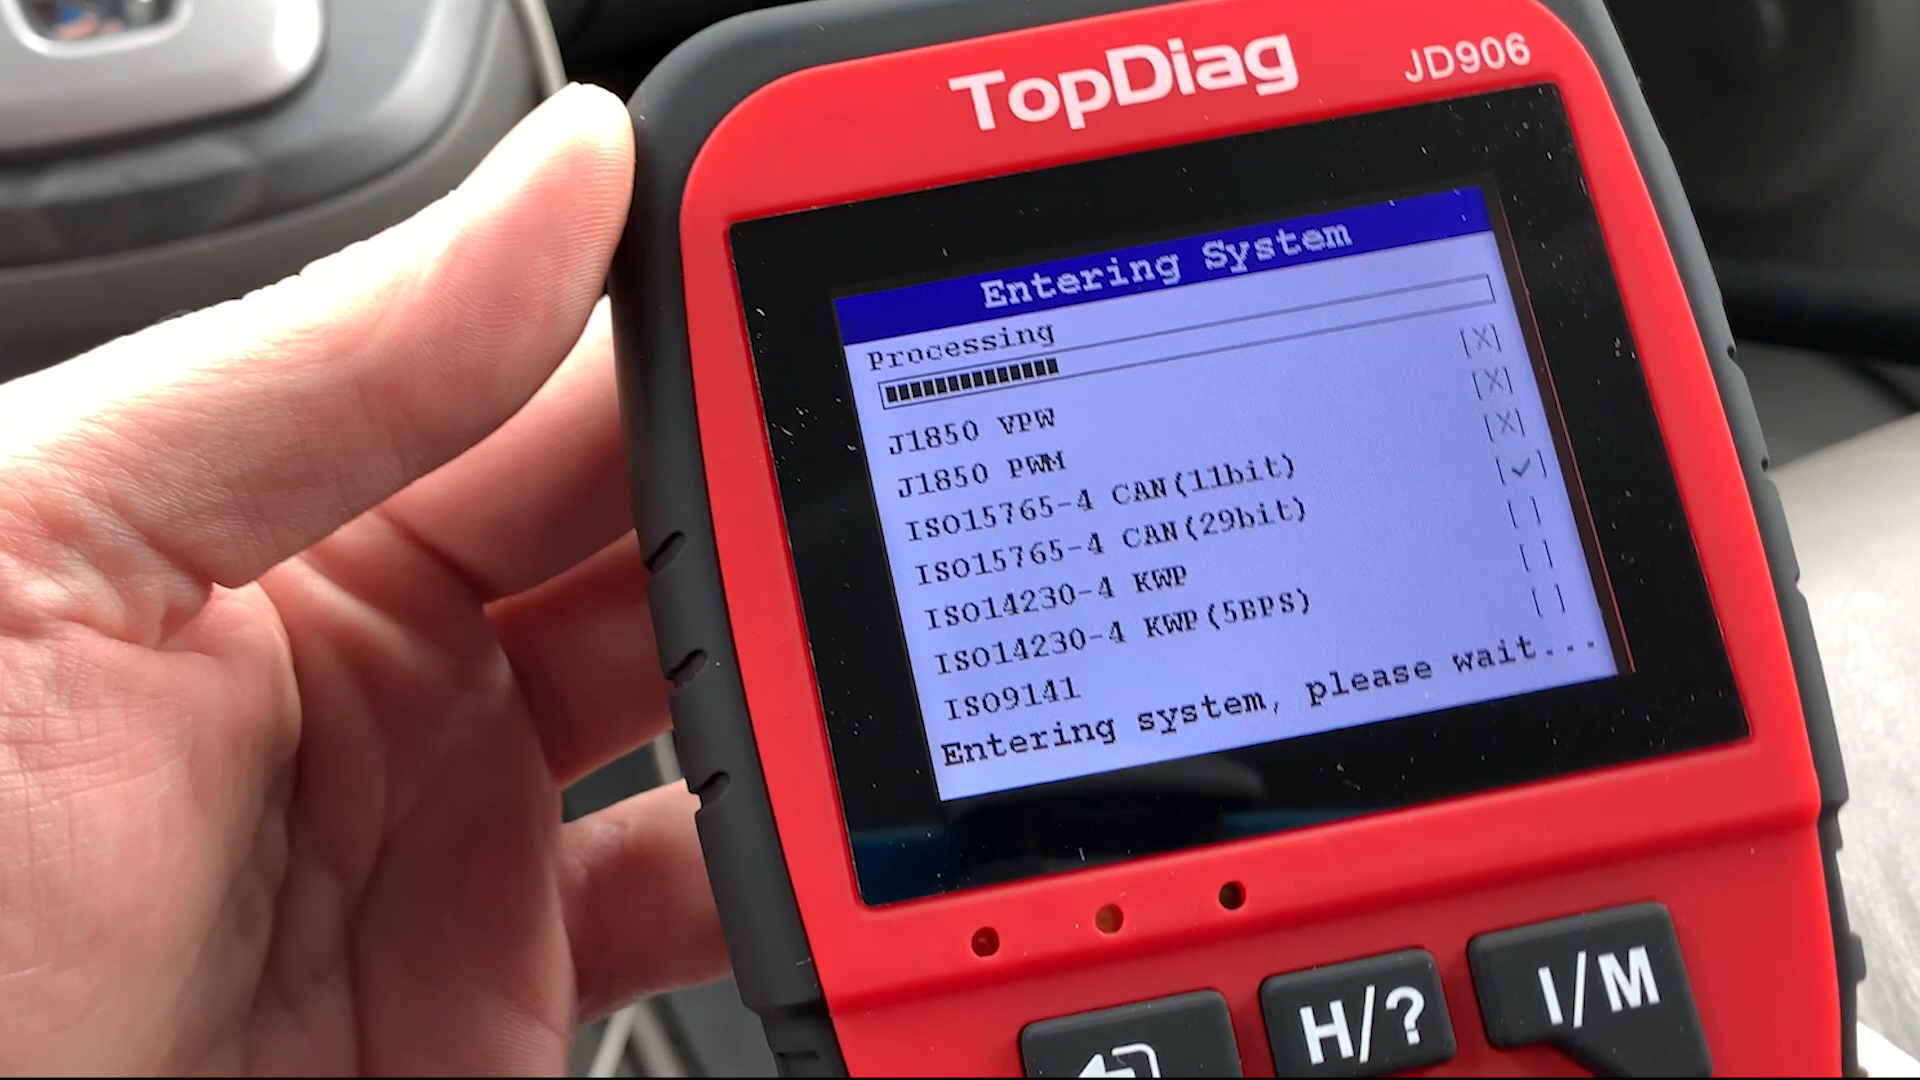 TopDiag JD906
Entering System
Processing
J1850 VPW [X]
J1850 PWM [X]
ISO15765-4 CAN(11bit) [X]
ISO15765-4 CAN(29bit) [✓]
ISO14230-4 KWP [ ]
ISO14230-4 KWP(5BPS) [ ]
ISO9141 [ ]
Entering system, please wait...
H/? I/M